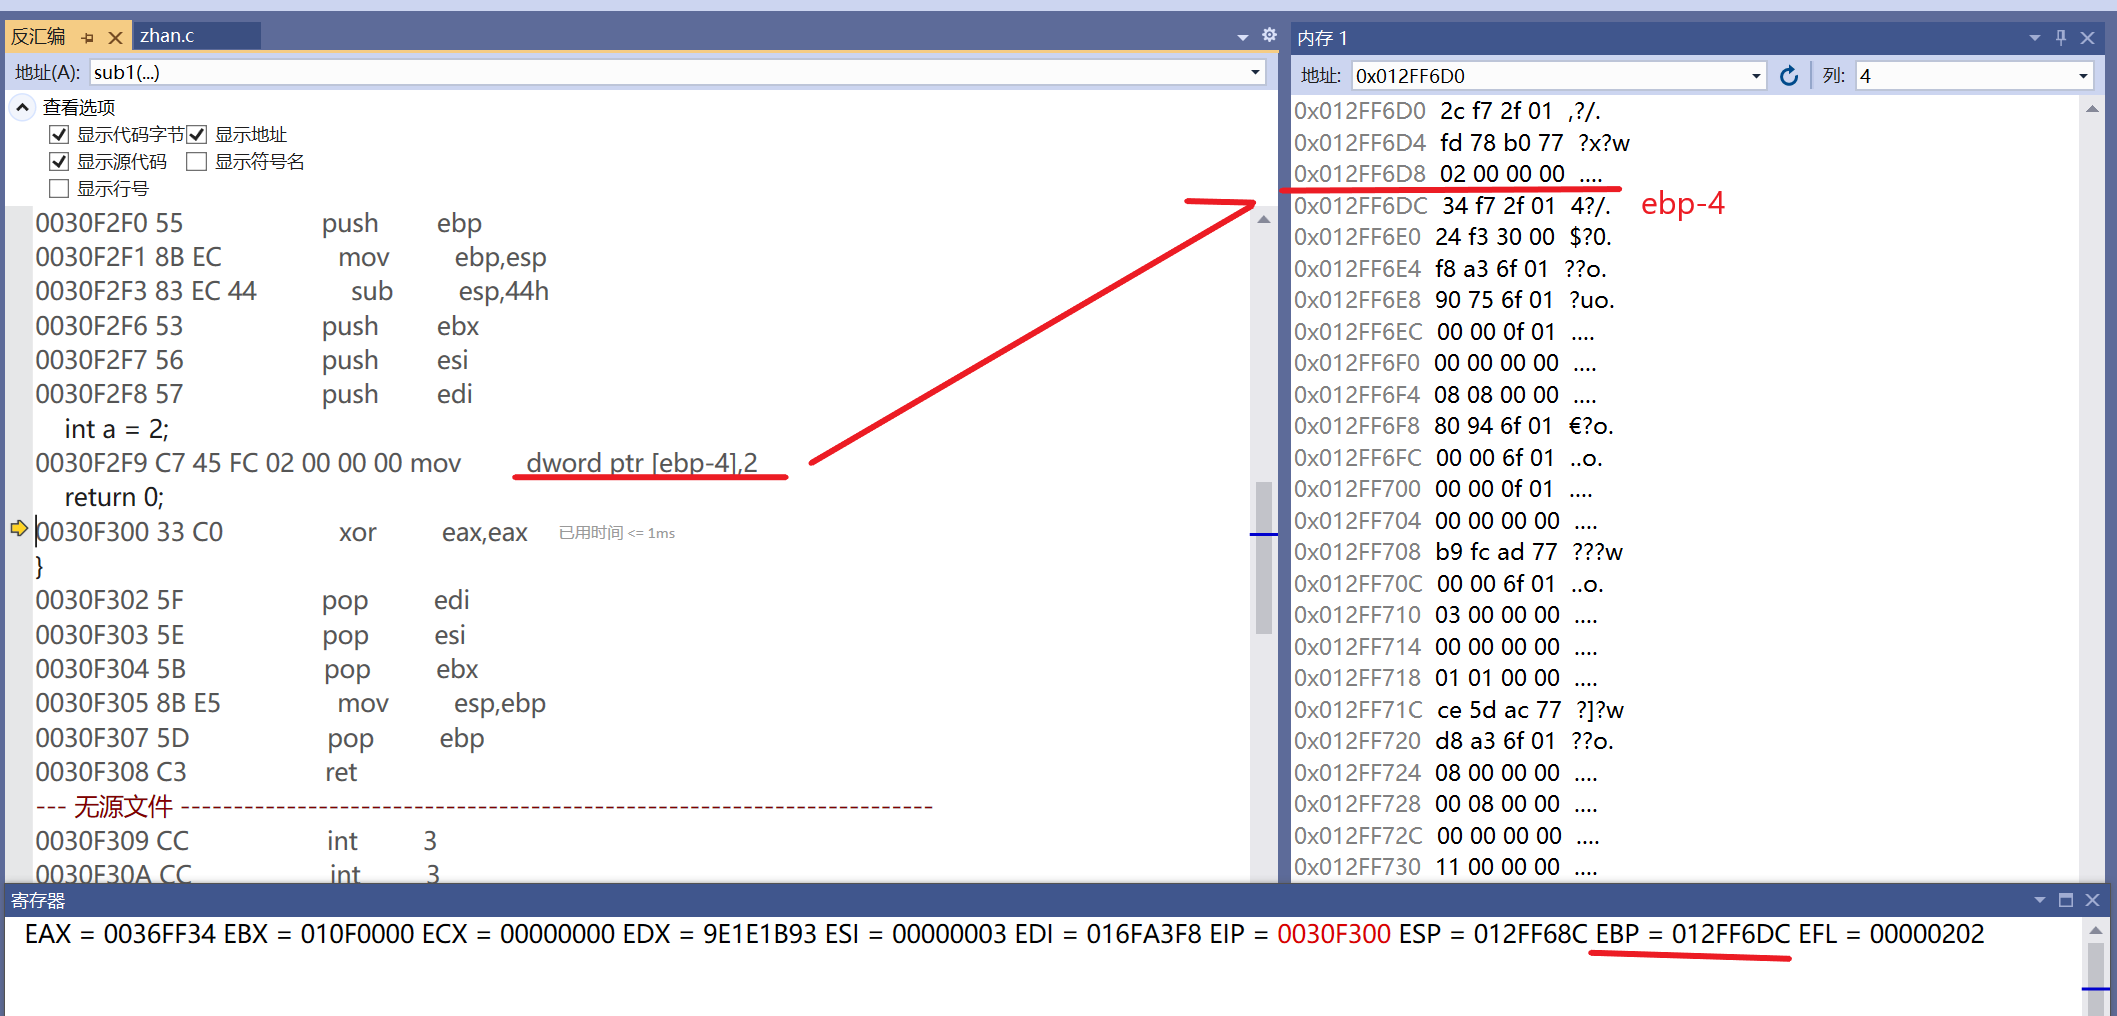 反汇编 zhan.c
地址(A): sub1(...)
查看选项
显示代码字节 显示地址
显示源代码 显示符号名
显示行号
0030F2F0 55 push ebp
0030F2F1 8B EC mov ebp,esp
0030F2F3 83 EC 44 sub esp,44h
0030F2F6 53 push ebx
0030F2F7 56 push esi
0030F2F8 57 push edi
int a = 2;
0030F2F9 C7 45 FC 02 00 00 00 mov dword ptr [ebp-4],2
return 0;
0030F300 33 C0 xor eax,eax 已用时间 <= 1ms
}
0030F302 5F pop edi
0030F303 5E pop esi
0030F304 5B pop ebx
0030F305 8B E5 mov esp,ebp
0030F307 5D pop ebp
0030F308 C3 ret
--- 无源文件 -----------------------------------------------------------------------
0030F309 CC int 3
0030F30A CC int 3
内存 1
地址: 0x012FF6D0 列: 4
0x012FF6D0 2c f7 2f 01 ,?/.
0x012FF6D4 fd 78 b0 77 ?x?w
0x012FF6D8 02 00 00 00 ....
0x012FF6DC 34 f7 2f 01 4?/. ebp-4
0x012FF6E0 24 f3 30 00 $?0.
0x012FF6E4 f8 a3 6f 01 ??o.
0x012FF6E8 90 75 6f 01 ?uo.
0x012FF6EC 00 00 0f 01 ....
0x012FF6F0 00 00 00 00 ....
0x012FF6F4 08 08 00 00 ....
0x012FF6F8 80 94 6f 01 €?o.
0x012FF6FC 00 00 6f 01 ..o.
0x012FF700 00 00 0f 01 ....
0x012FF704 00 00 00 00 ....
0x012FF708 b9 fc ad 77 ???w
0x012FF70C 00 00 6f 01 ..o.
0x012FF710 03 00 00 00 ....
0x012FF714 00 00 00 00 ....
0x012FF718 01 01 00 00 ....
0x012FF71C ce 5d ac 77 ?]?w
0x012FF720 d8 a3 6f 01 ??o.
0x012FF724 08 00 00 00 ....
0x012FF728 00 08 00 00 ....
0x012FF72C 00 00 00 00 ....
0x012FF730 11 00 00 00 ....
寄存器
EAX = 0036FF34 EBX = 010F0000 ECX = 00000000 EDX = 9E1E1B93 ESI = 00000003 EDI = 016FA3F8 EIP = 0030F300 ESP = 012FF68C EBP = 012FF6DC EFL = 00000202